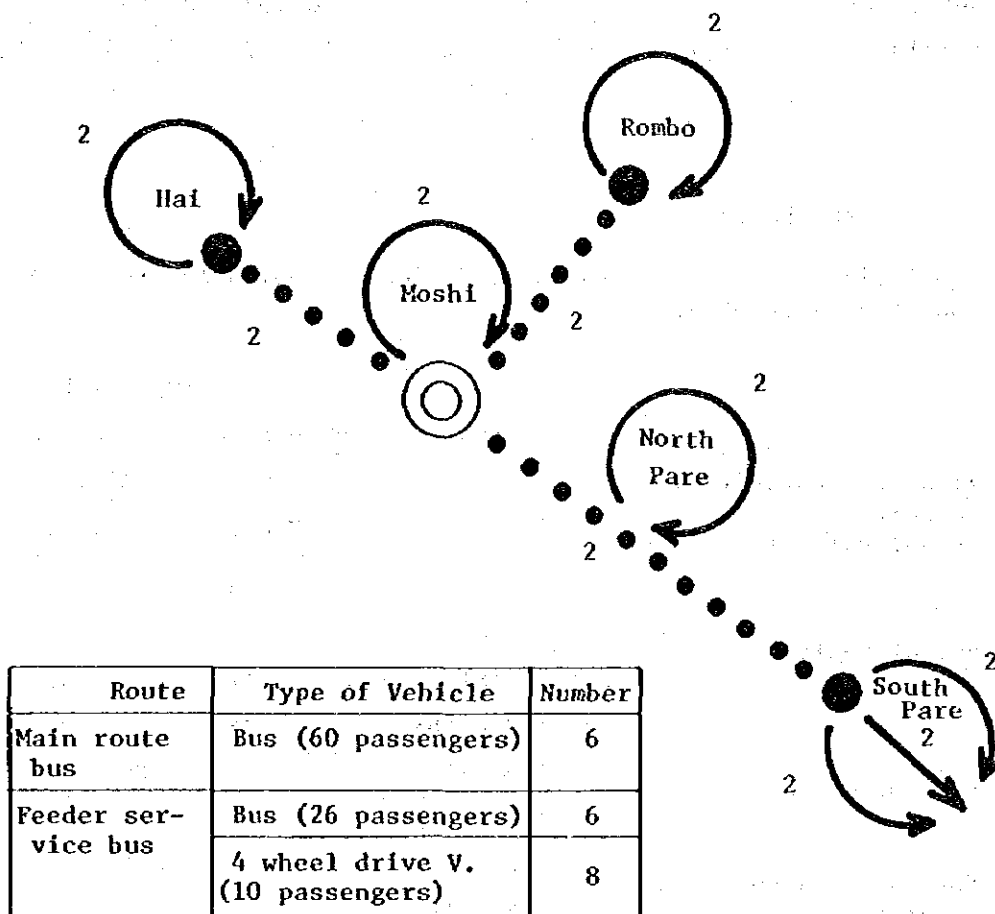 2
2
Rombo
2
Hai
2
Moshi
2
2
2
North
Pare
2
2
South
Pare
2
2
Route Type of Vehicle Number
Main route
bus
Bus (60 passengers) 6
Feeder ser-
vice bus
Bus (26 passengers) 6
4 wheel drive V.
(10 passengers)
8